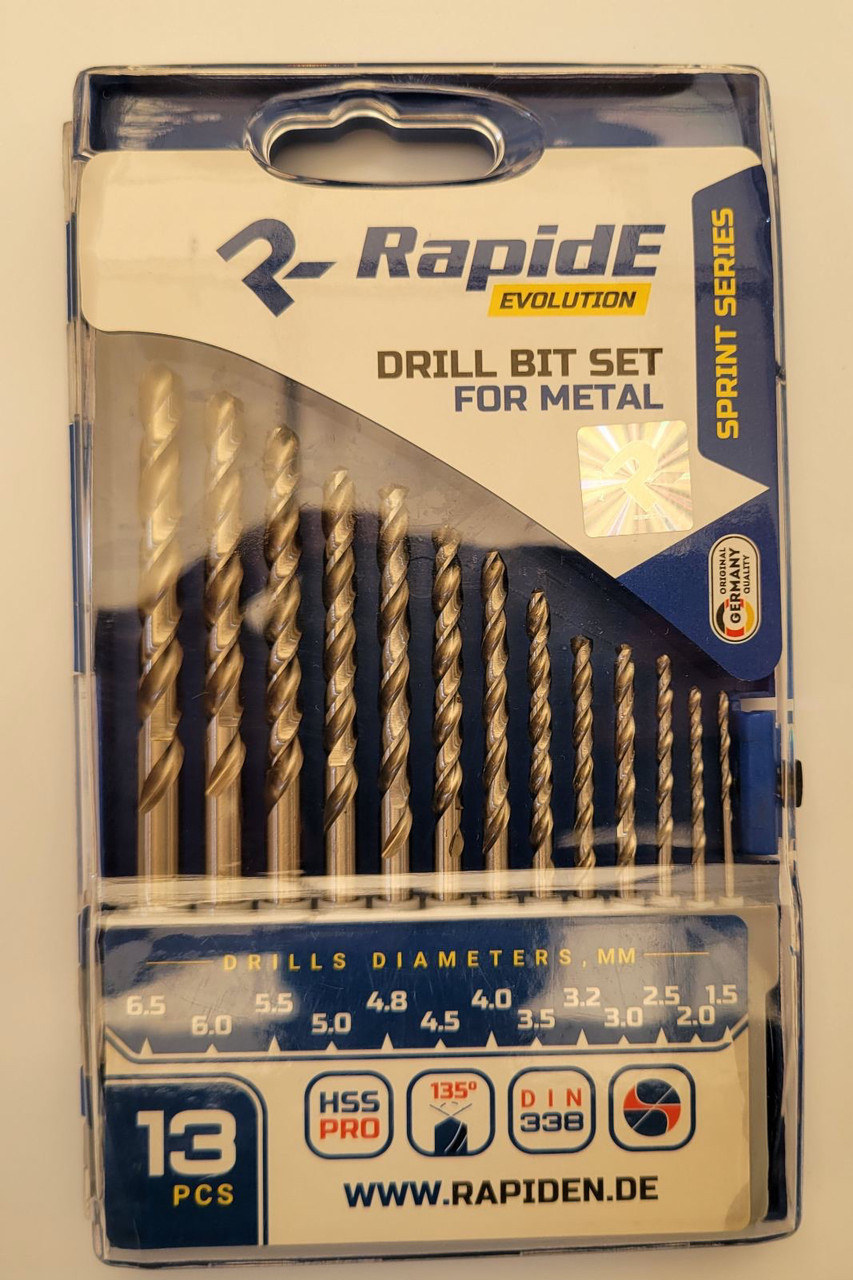 RapidE
EVOLUTION
DRILL BIT SET
FOR METAL
SPRINT SERIES
ORIGINAL
GERMANY
QUALITY
DRILLS DIAMETERS, MM
6.5 6.0 5.5 5.0 4.8 4.5 4.0 3.5 3.2 3.0 2.5 2.0 1.5
13
PCS
HSS
PRO
135°
DIN
338
WWW.RAPIDEN.DE